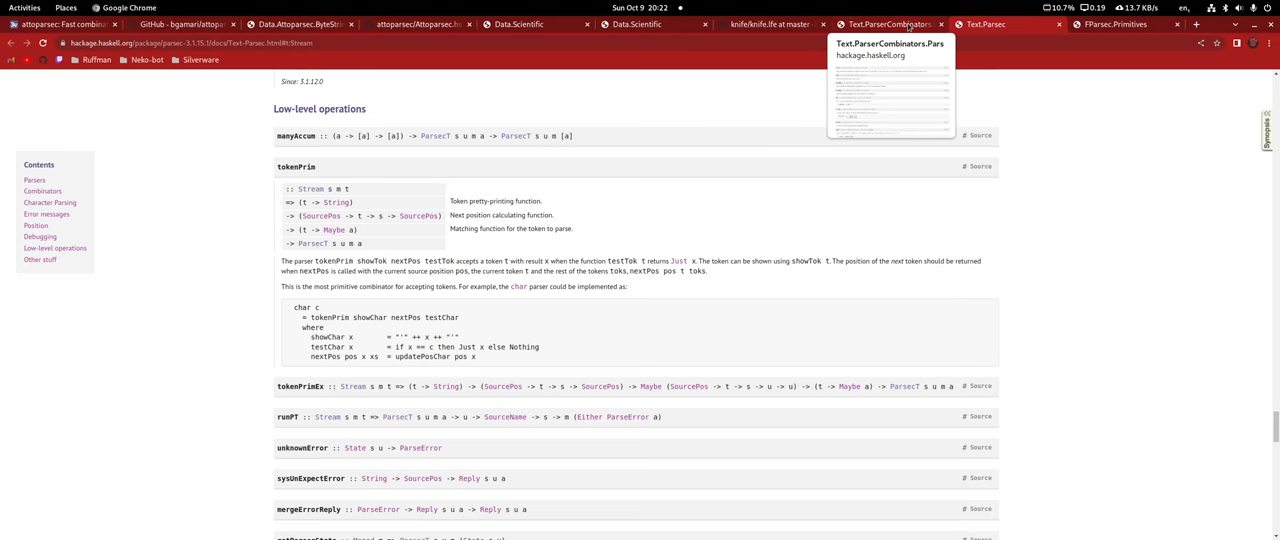 Activities Places Google Chrome Sun Oct 9 20:22 10.7% 0.19 13.7 KB/s en
attoparsec: Fast combin GitHub - bgamari/attopa Data.Attoparsec.ByteStri attoparsec/Attoparsec.h Data.Scientific Data.Scientific knife/knife.lfe at master Text.ParserCombinators. Text.Parsec FParsec.Primitives
hackage.haskell.org/package/parsec-3.1.15.1/docs/Text-Parsec.html#t:Stream
Ruffman Neko-bot Silverware
Text.ParserCombinators.Pars
hackage.haskell.org
Since: 3.1.12.0
Low-level operations
manyAccum :: (a -> [a] -> [a]) -> ParsecT s u m a -> ParsecT s u m [a] # Source
Synopsis
Contents
Parsers
Combinators
Character Parsing
Error messages
Position
Debugging
Low-level operations
Other stuff
tokenPrim # Source
:: Stream s m t
=> (t -> String) Token pretty-printing function.
-> (SourcePos -> t -> s -> SourcePos) Next position calculating function.
-> (t -> Maybe a) Matching function for the token to parse.
-> ParsecT s u m a
The parser tokenPrim showTok nextPos testTok accepts a token t with result x when the function testTok t returns Just x. The token can be shown using showTok t. The position of the next token should be returned
when nextPos is called with the current source position pos, the current token t and the rest of the tokens toks, nextPos pos t toks.
This is the most primitive combinator for accepting tokens. For example, the char parser could be implemented as:
char c
= tokenPrim showChar nextPos testChar
where
showChar x = "'" ++ x ++ "'"
testChar x = if x == c then Just x else Nothing
nextPos pos x xs = updatePosChar pos x
tokenPrimEx :: Stream s m t => (t -> String) -> (SourcePos -> t -> s -> SourcePos) -> Maybe (SourcePos -> t -> s -> u -> u) -> (t -> Maybe a) -> ParsecT s u m a # Source
runPT :: Stream s m t => ParsecT s u m a -> u -> SourceName -> s -> m (Either ParseError a) # Source
unknownError :: State s u -> ParseError # Source
sysUnExpectError :: String -> SourcePos -> Reply s u a # Source
mergeErrorReply :: ParseError -> Reply s u a -> Reply s u a # Source